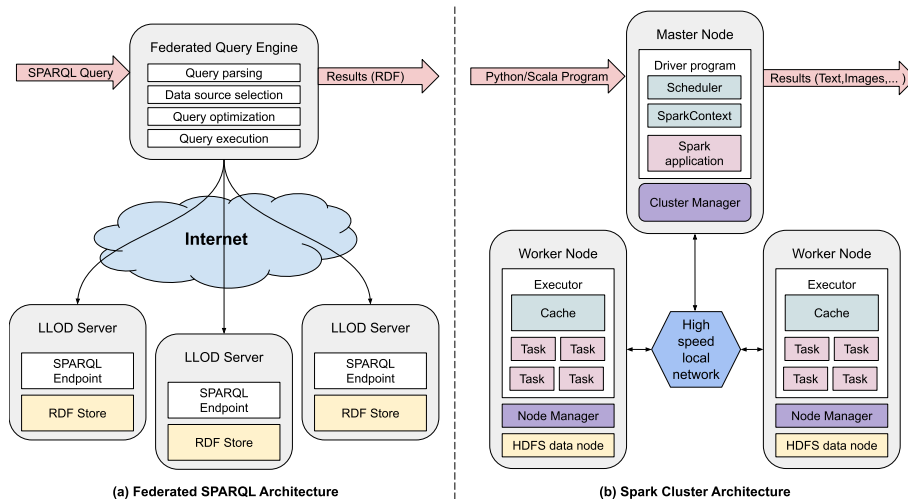 Federated Query Engine
SPARQL Query
Query parsing
Data source selection
Query optimization
Query execution
Results (RDF)
Internet
LLOD Server
SPARQL
Endpoint
RDF Store
LLOD Server
SPARQL
Endpoint
RDF Store
LLOD Server
SPARQL
Endpoint
RDF Store
(a) Federated SPARQL Architecture
Master Node
Python/Scala Program
Driver program
Scheduler
SparkContext
Spark
application
Cluster Manager
Results (Text,Images,... )
Worker Node
Executor
Cache
Task
Task
Task
Task
Node Manager
HDFS data node
High
speed
local
network
Worker Node
Executor
Cache
Task
Task
Task
Task
Node Manager
HDFS data node
(b) Spark Cluster Architecture